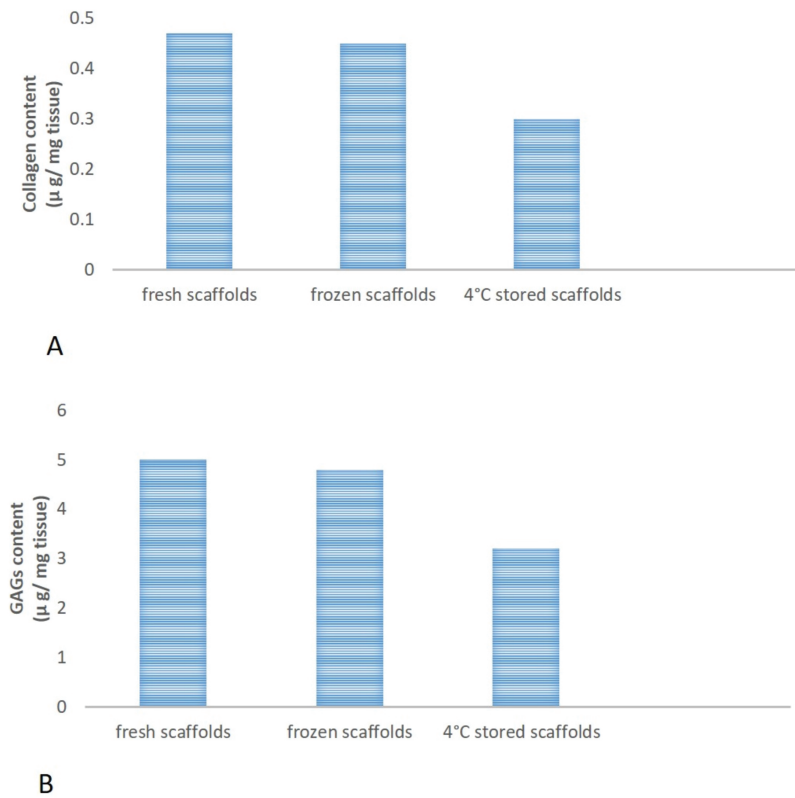 0.5
0.4
0.3
0.2
0.1
0
Collagen content
(µ g/ mg tissue)
fresh scaffolds frozen scaffolds 4°C stored scaffolds
A
6
5
4
3
2
1
0
GAGs content
(µ g/ mg tissue)
fresh scaffolds frozen scaffolds 4°C stored scaffolds
B